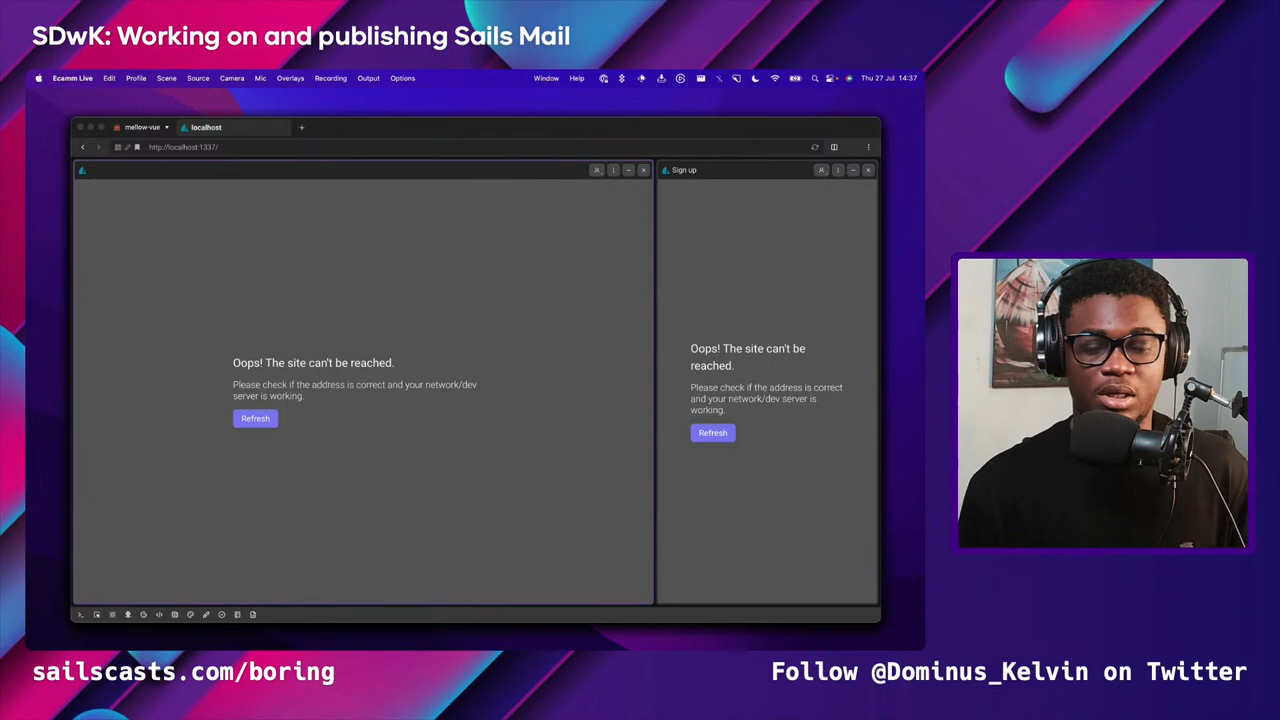 SDwK: Working on and publishing Sails Mail
Ecamm Live Edit Profile Scene Source Camera Mic Overlays Recording Output Options Window Help Thu 27 Jul 14:37
mellow-vue localhost
http://localhost:1337/
Sign up
Oops! The site can't be reached.
Please check if the address is correct and your network/dev
server is working.
Refresh
Oops! The site can't be
reached.
Please check if the address is correct
and your network/dev server is
working.
Refresh
sailscasts.com/boring
Follow @Dominus_Kelvin on Twitter